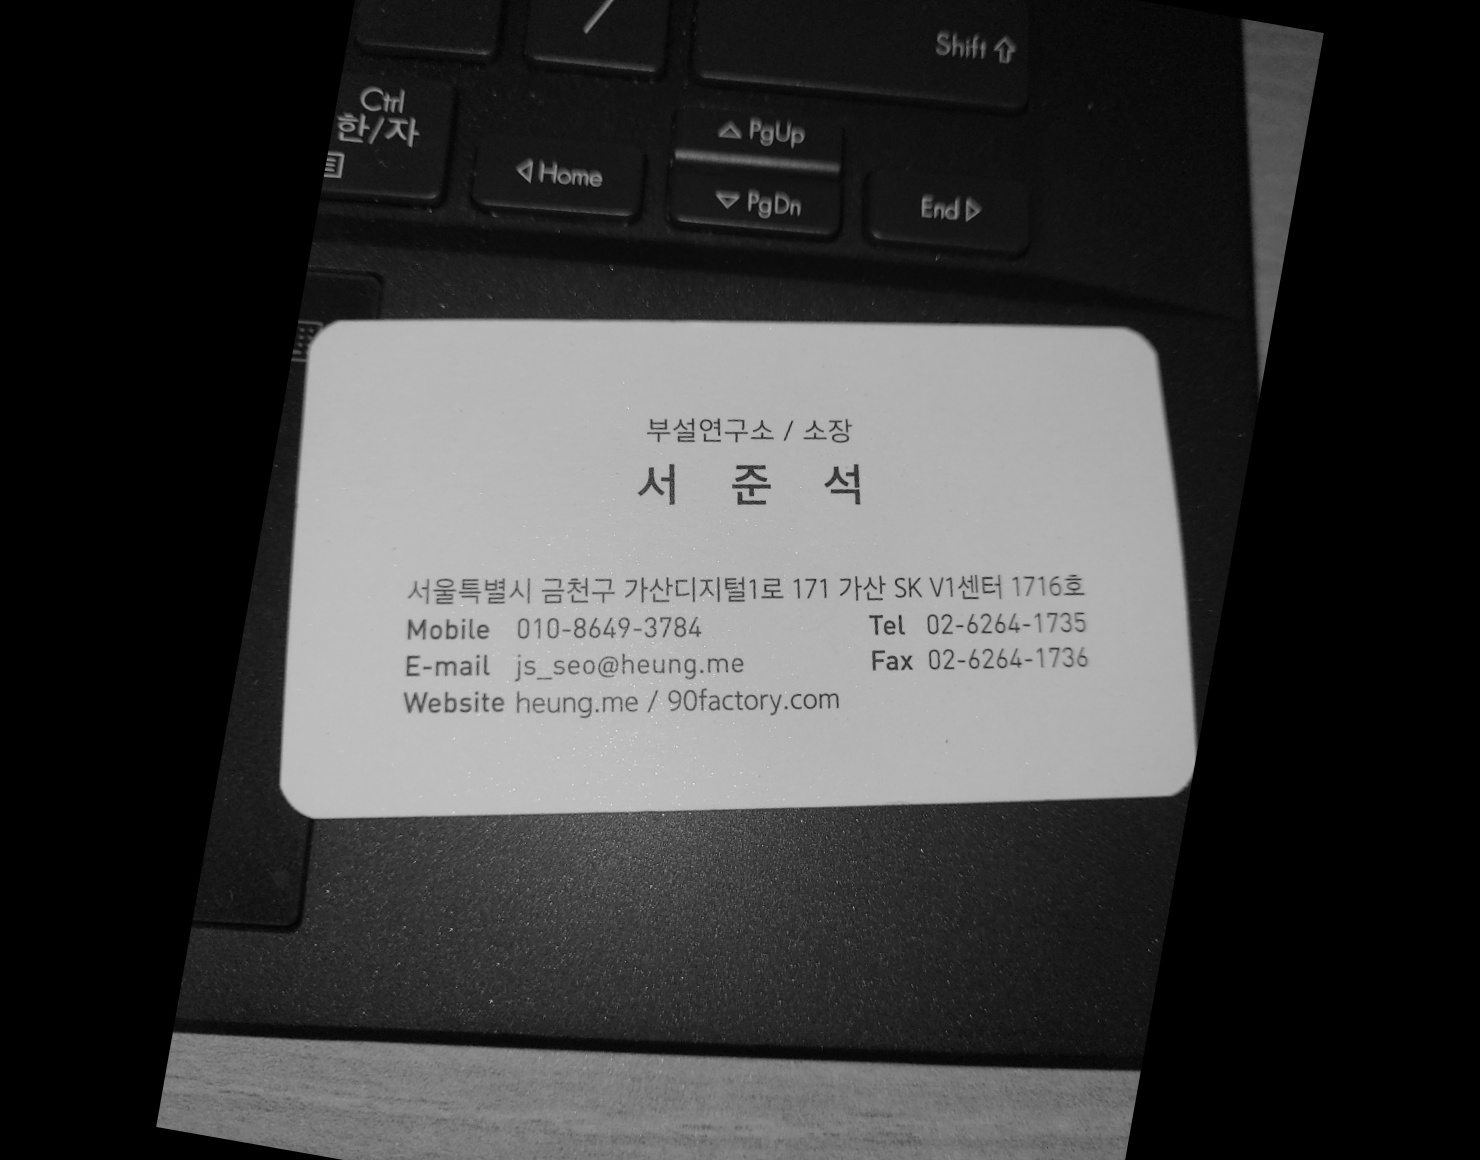 Shift
Ctrl
한/자
Home
PgUp
PgDn
End
부설연구소 / 소장
서 준 석
서울특별시 금천구 가산디지털1로 171 가산 SK V1센터 1716호
Mobile 010-8649-3784 Tel 02-6264-1735
E-mail js_seo@heung.me Fax 02-6264-1736
Website heung.me / 90factory.com